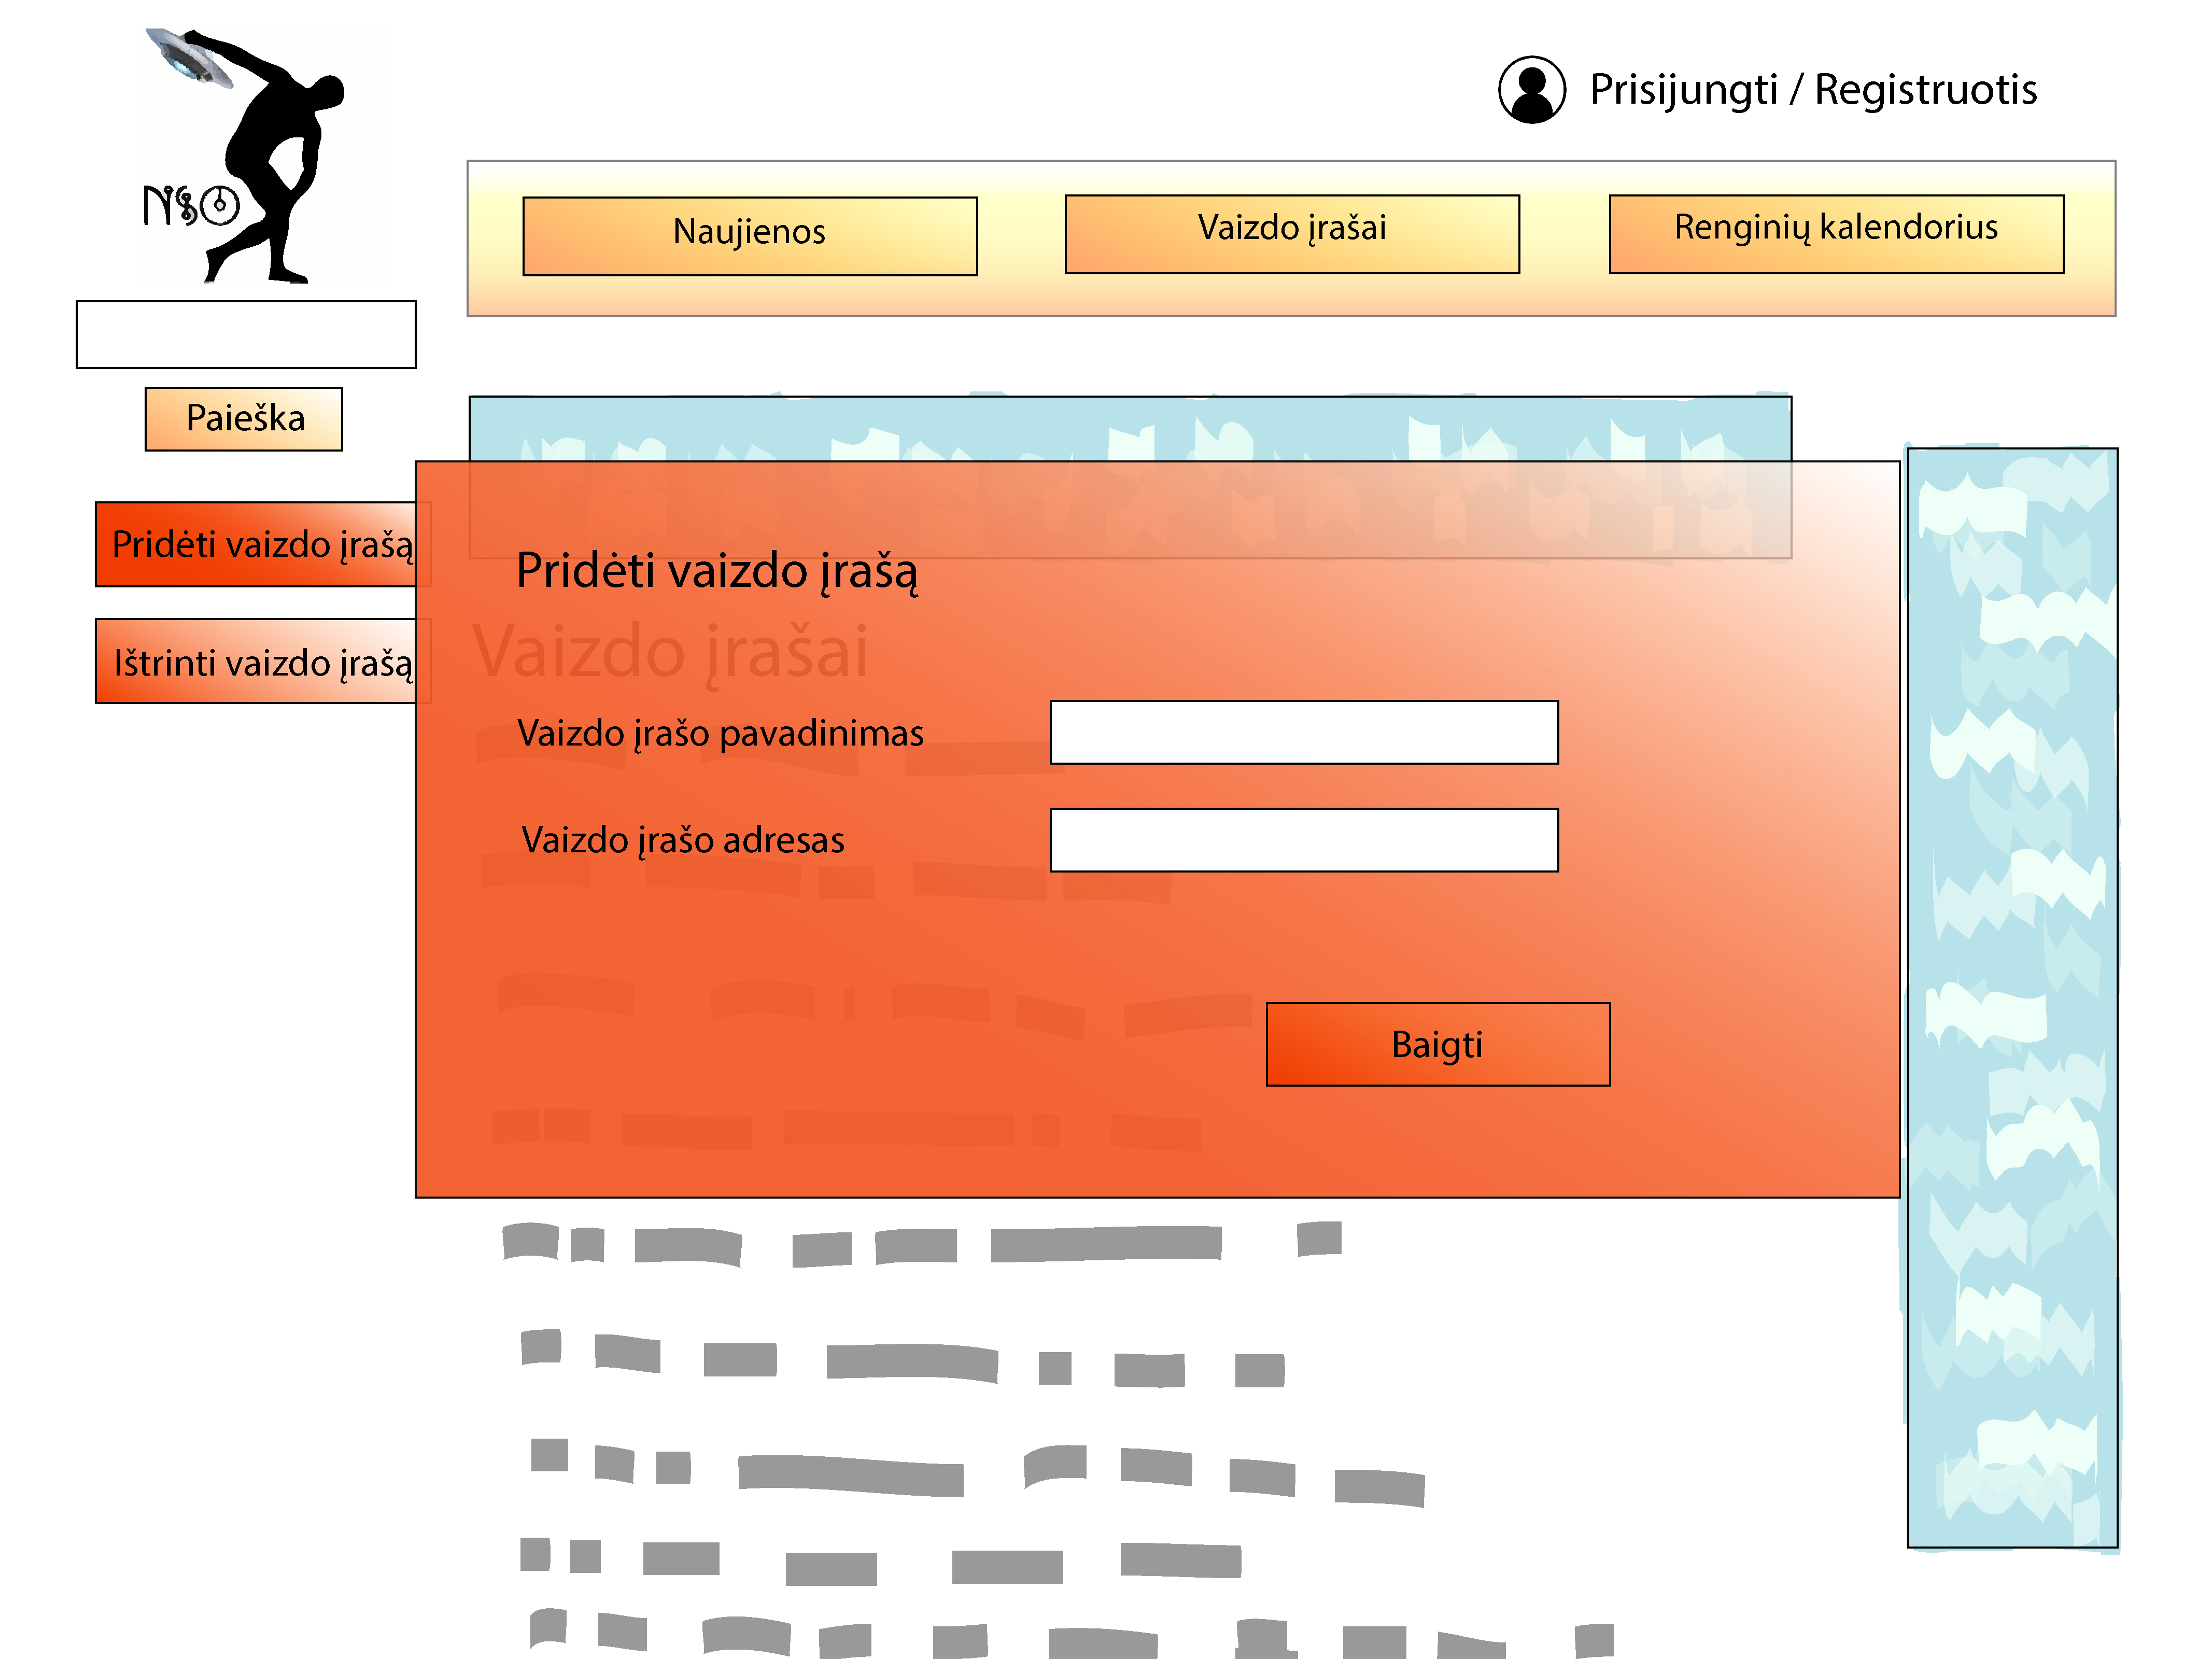 Prisijungti / Registruotis
NSO
Naujienos
Vaizdo įrašai
Renginių kalendorius
Paieška
Pridėti vaizdo įrašą
Ištrinti vaizdo įrašą
Pridėti vaizdo įrašą
Vaizdo įrašai
Vaizdo įrašo pavadinimas
Vaizdo įrašo adresas
Baigti